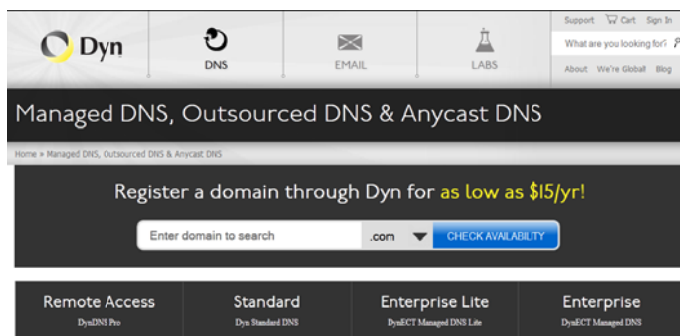 Support Cart Sign In
Dyn
What are you looking for?
DNS EMAIL LABS
About We're Global! Blog
Managed DNS, Outsourced DNS & Anycast DNS
Home » Managed DNS, Outsourced DNS & Anycast DNS
Register a domain through Dyn for as low as $15/yr!
Enter domain to search .com CHECK AVAILABILTY
Remote Access Standard Enterprise Lite Enterprise
DynDNS Pro Dyn Standard DNS DynECT Managed DNS Lite DynECT Managed DNS